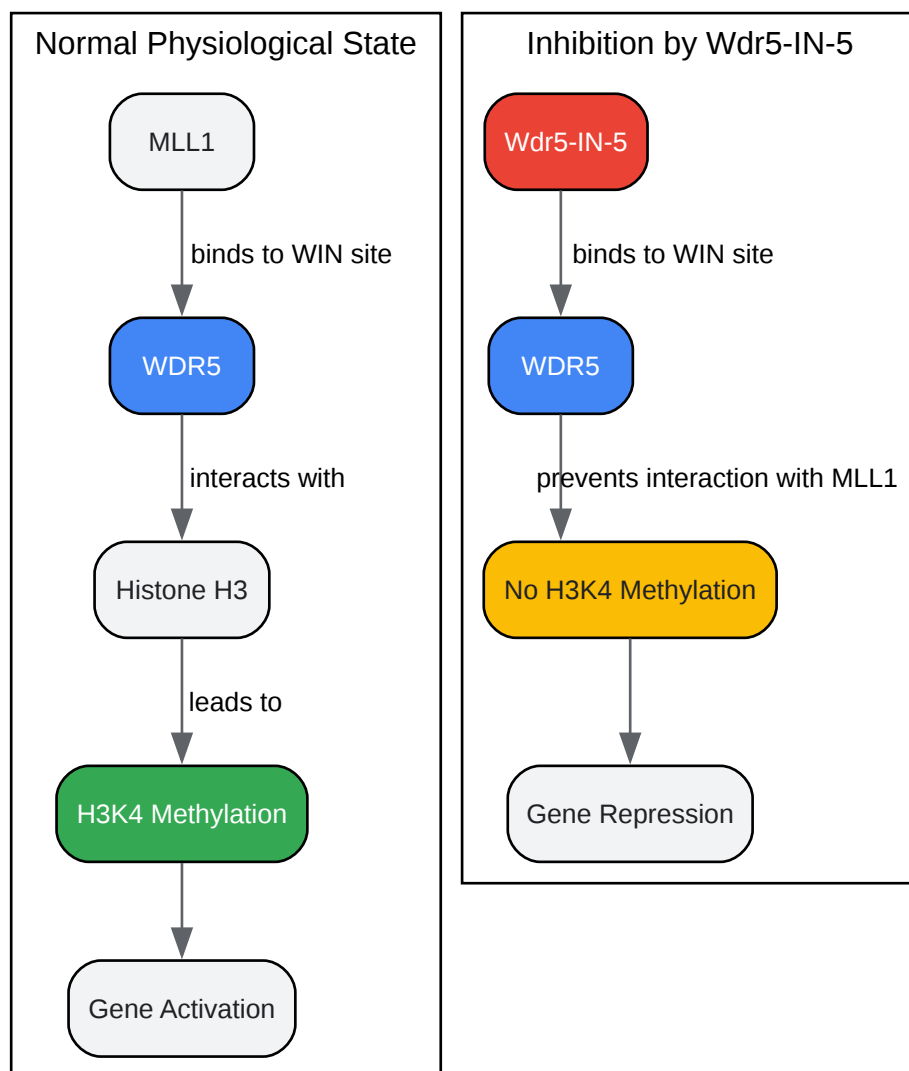 Normal Physiological State
MLL1
binds to WIN site
WDR5
interacts with
Histone H3
leads to
H3K4 Methylation
Gene Activation
Inhibition by Wdr5-IN-5
Wdr5-IN-5
binds to WIN site
WDR5
prevents interaction with MLL1
No H3K4 Methylation
Gene Repression